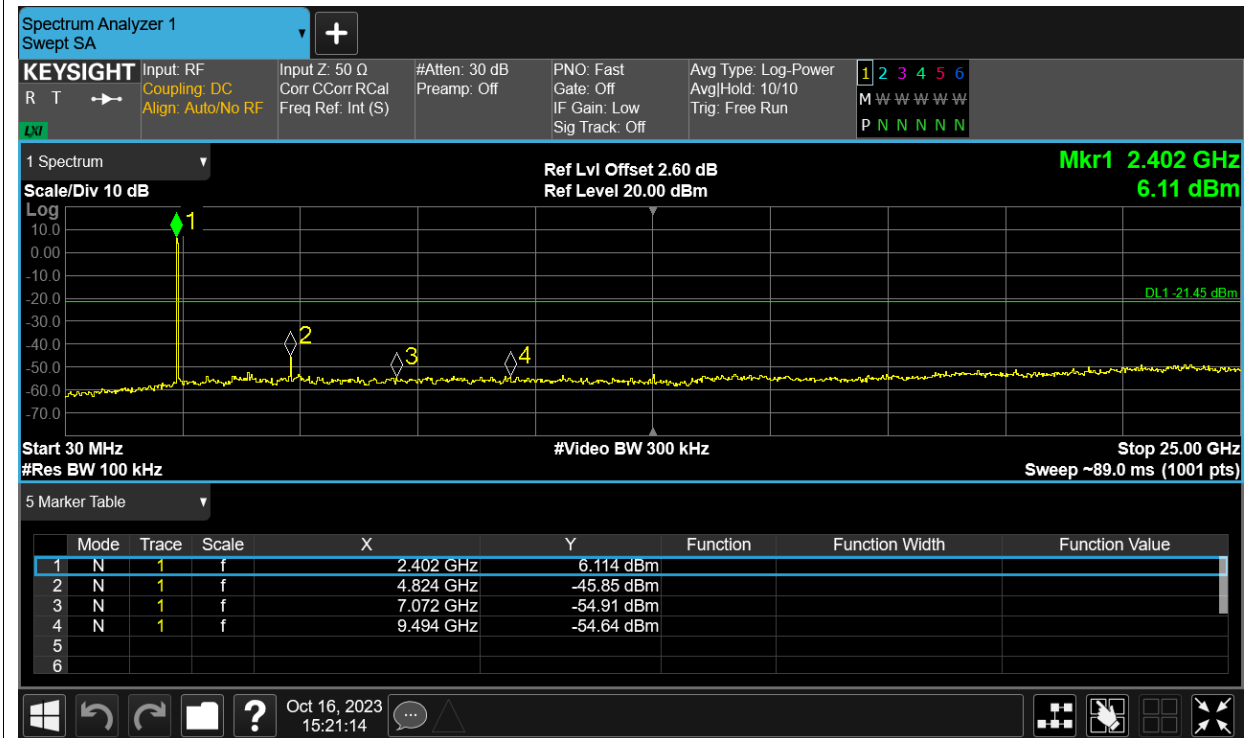 Spectrum Analyzer 1
Swept SA
+
KEYSIGHT Input: RF Input Z: 50 Ω #Atten: 30 dB PNO: Fast Avg Type: Log-Power 1 2 3 4 5 6
R T Coupling: DC Corr CCorr RCal Preamp: Off Gate: Off Avg|Hold: 10/10 M W W W W W W
Align: Auto/No RF Freq Ref: Int (S) IF Gain: Low Trig: Free Run
LXI Sig Track: Off P N N N N N
1 Spectrum Ref Lvl Offset 2.60 dB Mkr1 2.402 GHz
Scale/Div 10 dB Ref Level 20.00 dBm 6.11 dBm
Log
1
10.0
0.00
-10.0
-20.0 DL1 -21.45 dBm
-30.0
2
-40.0
3 4
-50.0
-60.0
-70.0
Start 30 MHz #Video BW 300 kHz Stop 25.00 GHz
#Res BW 100 kHz Sweep ~89.0 ms (1001 pts)
5 Marker Table
Mode Trace Scale X Y Function Function Width Function Value
1 N 1 f 2.402 GHz 6.114 dBm
2 N 1 f 4.824 GHz -45.85 dBm
3 N 1 f 7.072 GHz -54.91 dBm
4 N 1 f 9.494 GHz -54.64 dBm
5
6
? Oct 16, 2023
15:21:14